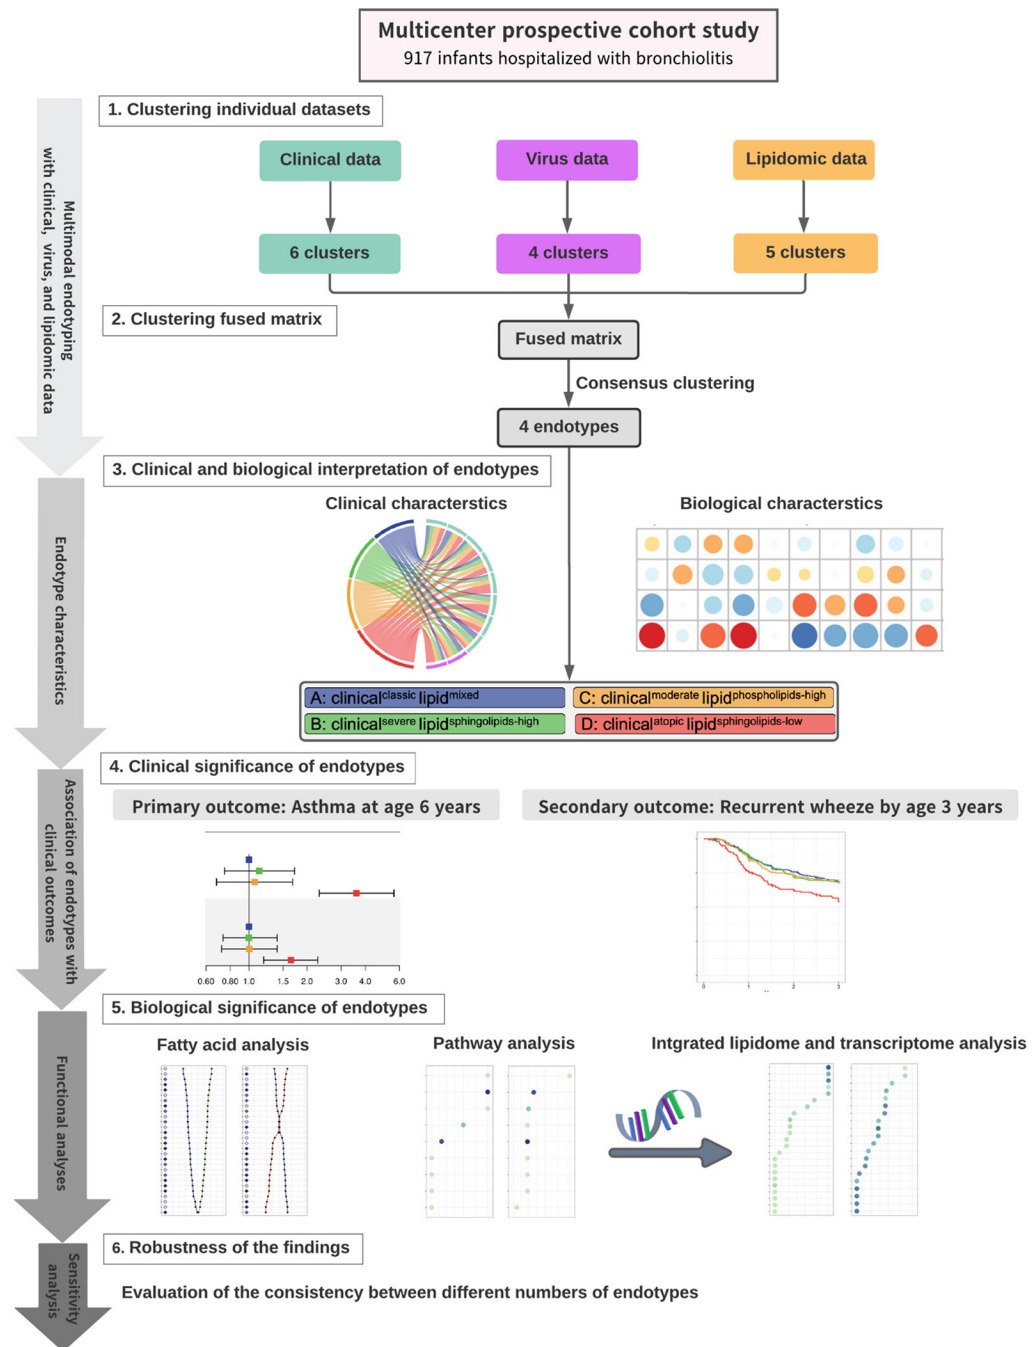 Multicenter prospective cohort study
917 infants hospitalized with bronchiolitis
Multimodal endotyping
with clinical, virus, and lipidomic data
1. Clustering individual datasets
Clinical data
Virus data
Lipidomic data
6 clusters
4 clusters
5 clusters
2. Clustering fused matrix
Fused matrix
Consensus clustering
4 endotypes
Endotype characteristics
3. Clinical and biological interpretation of endotypes
Clinical characterstics
Biological characterstics
A: clinicalclassic lipidmixed
C: clinicalmoderate lipidphospholipids-high
B: clinicalsevere lipidsphingolipids-high
D: clinicalatopic lipidsphingolipids-low
Association of endotypes with
clinical outcomes
4. Clinical significance of endotypes
Primary outcome: Asthma at age 6 years
Secondary outcome: Recurrent wheeze by age 3 years
0.60 0.80 1.0 1.5 2.0 3.0 4.0 6.0
0 1 2 3
Functional analyses
5. Biological significance of endotypes
Fatty acid analysis
Pathway analysis
Intgrated lipidome and transcriptome analysis
Sensitivity
analysis
6. Robustness of the findings
Evaluation of the consistency between different numbers of endotypes